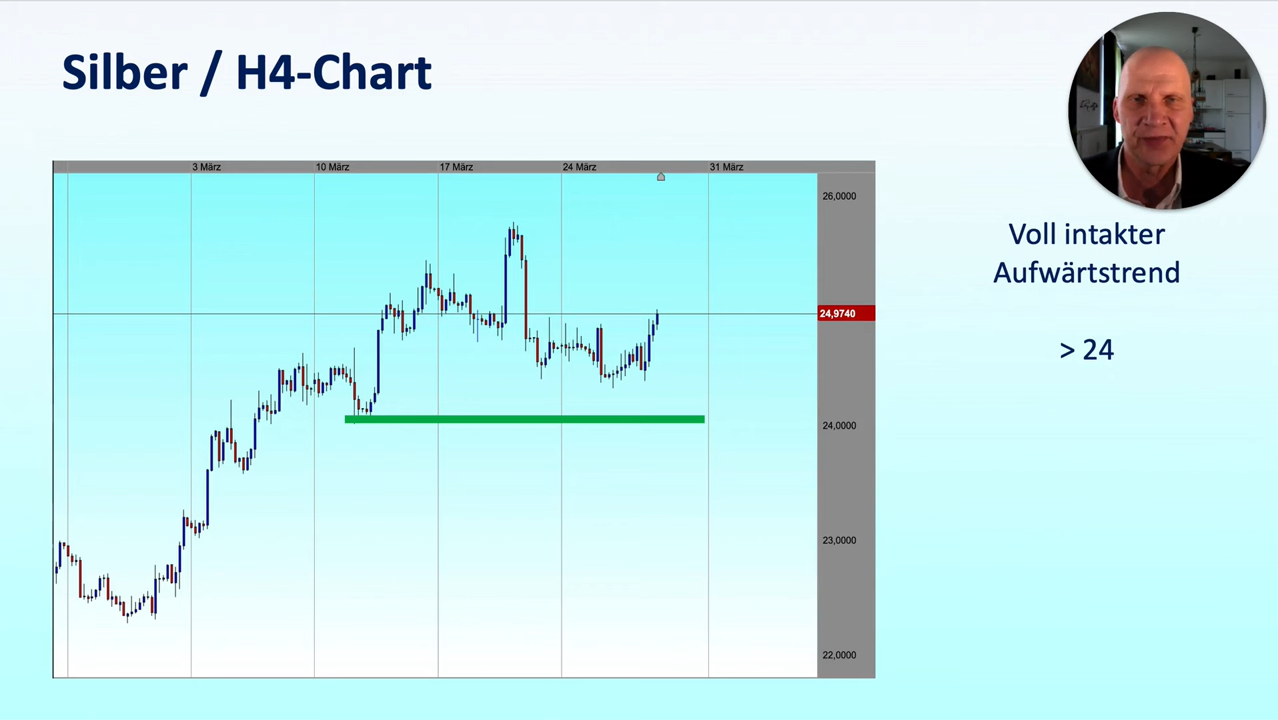 Silber / H4-Chart
3 März
10 März
17 März
24 März
31 März
26,0000
24,9740
24,0000
23,0000
22,0000
Voll intakter
Aufwärtstrend
> 24